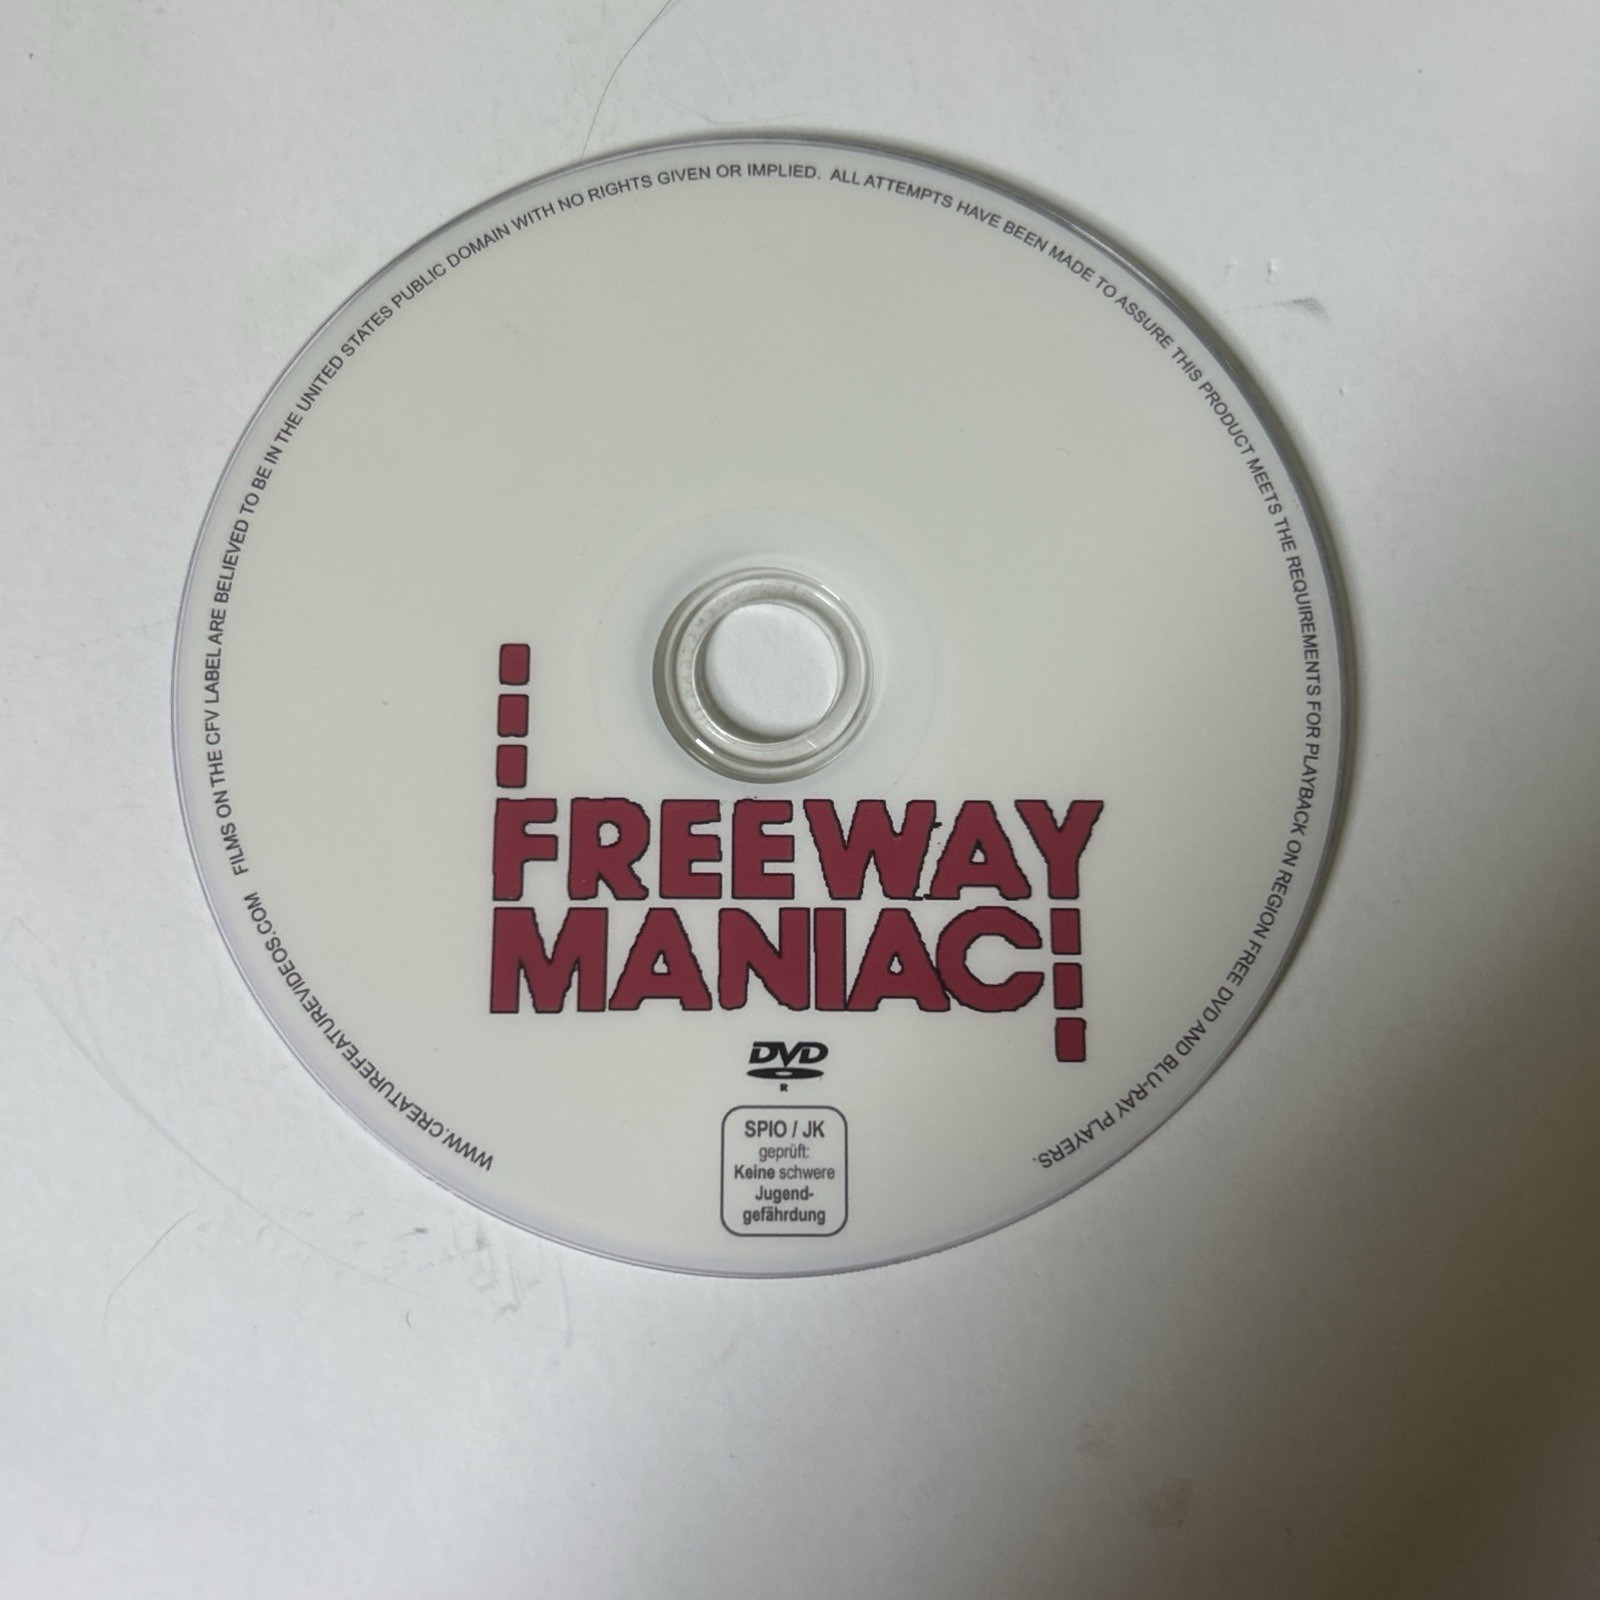 WWW.CREATUREFEATUREVIDEOS.COM FILMS ON THE CFV LABEL ARE BELIEVED TO BE IN THE UNITED STATES PUBLIC DOMAIN WITH NO RIGHTS GIVEN OR IMPLIED. ALL ATTEMPTS HAVE BEEN MADE TO ASSURE THIS PRODUCT MEETS THE REQUIREMENTS FOR PLAYBACK ON REGION FREE DVD AND BLU-RAY PLAYERS.
FREEWAY
MANIAC
DVD
R
SPIO / JK
geprüft:
Keine schwere
Jugend-
gefährdung